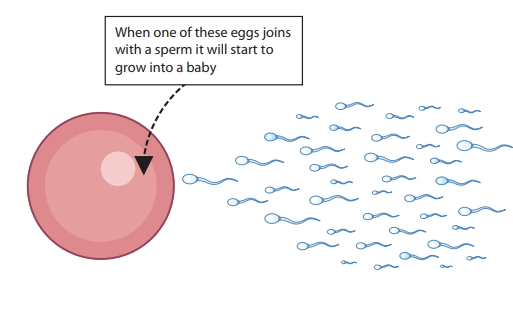 When one of these eggs joins
with a sperm it will start to
grow into a baby